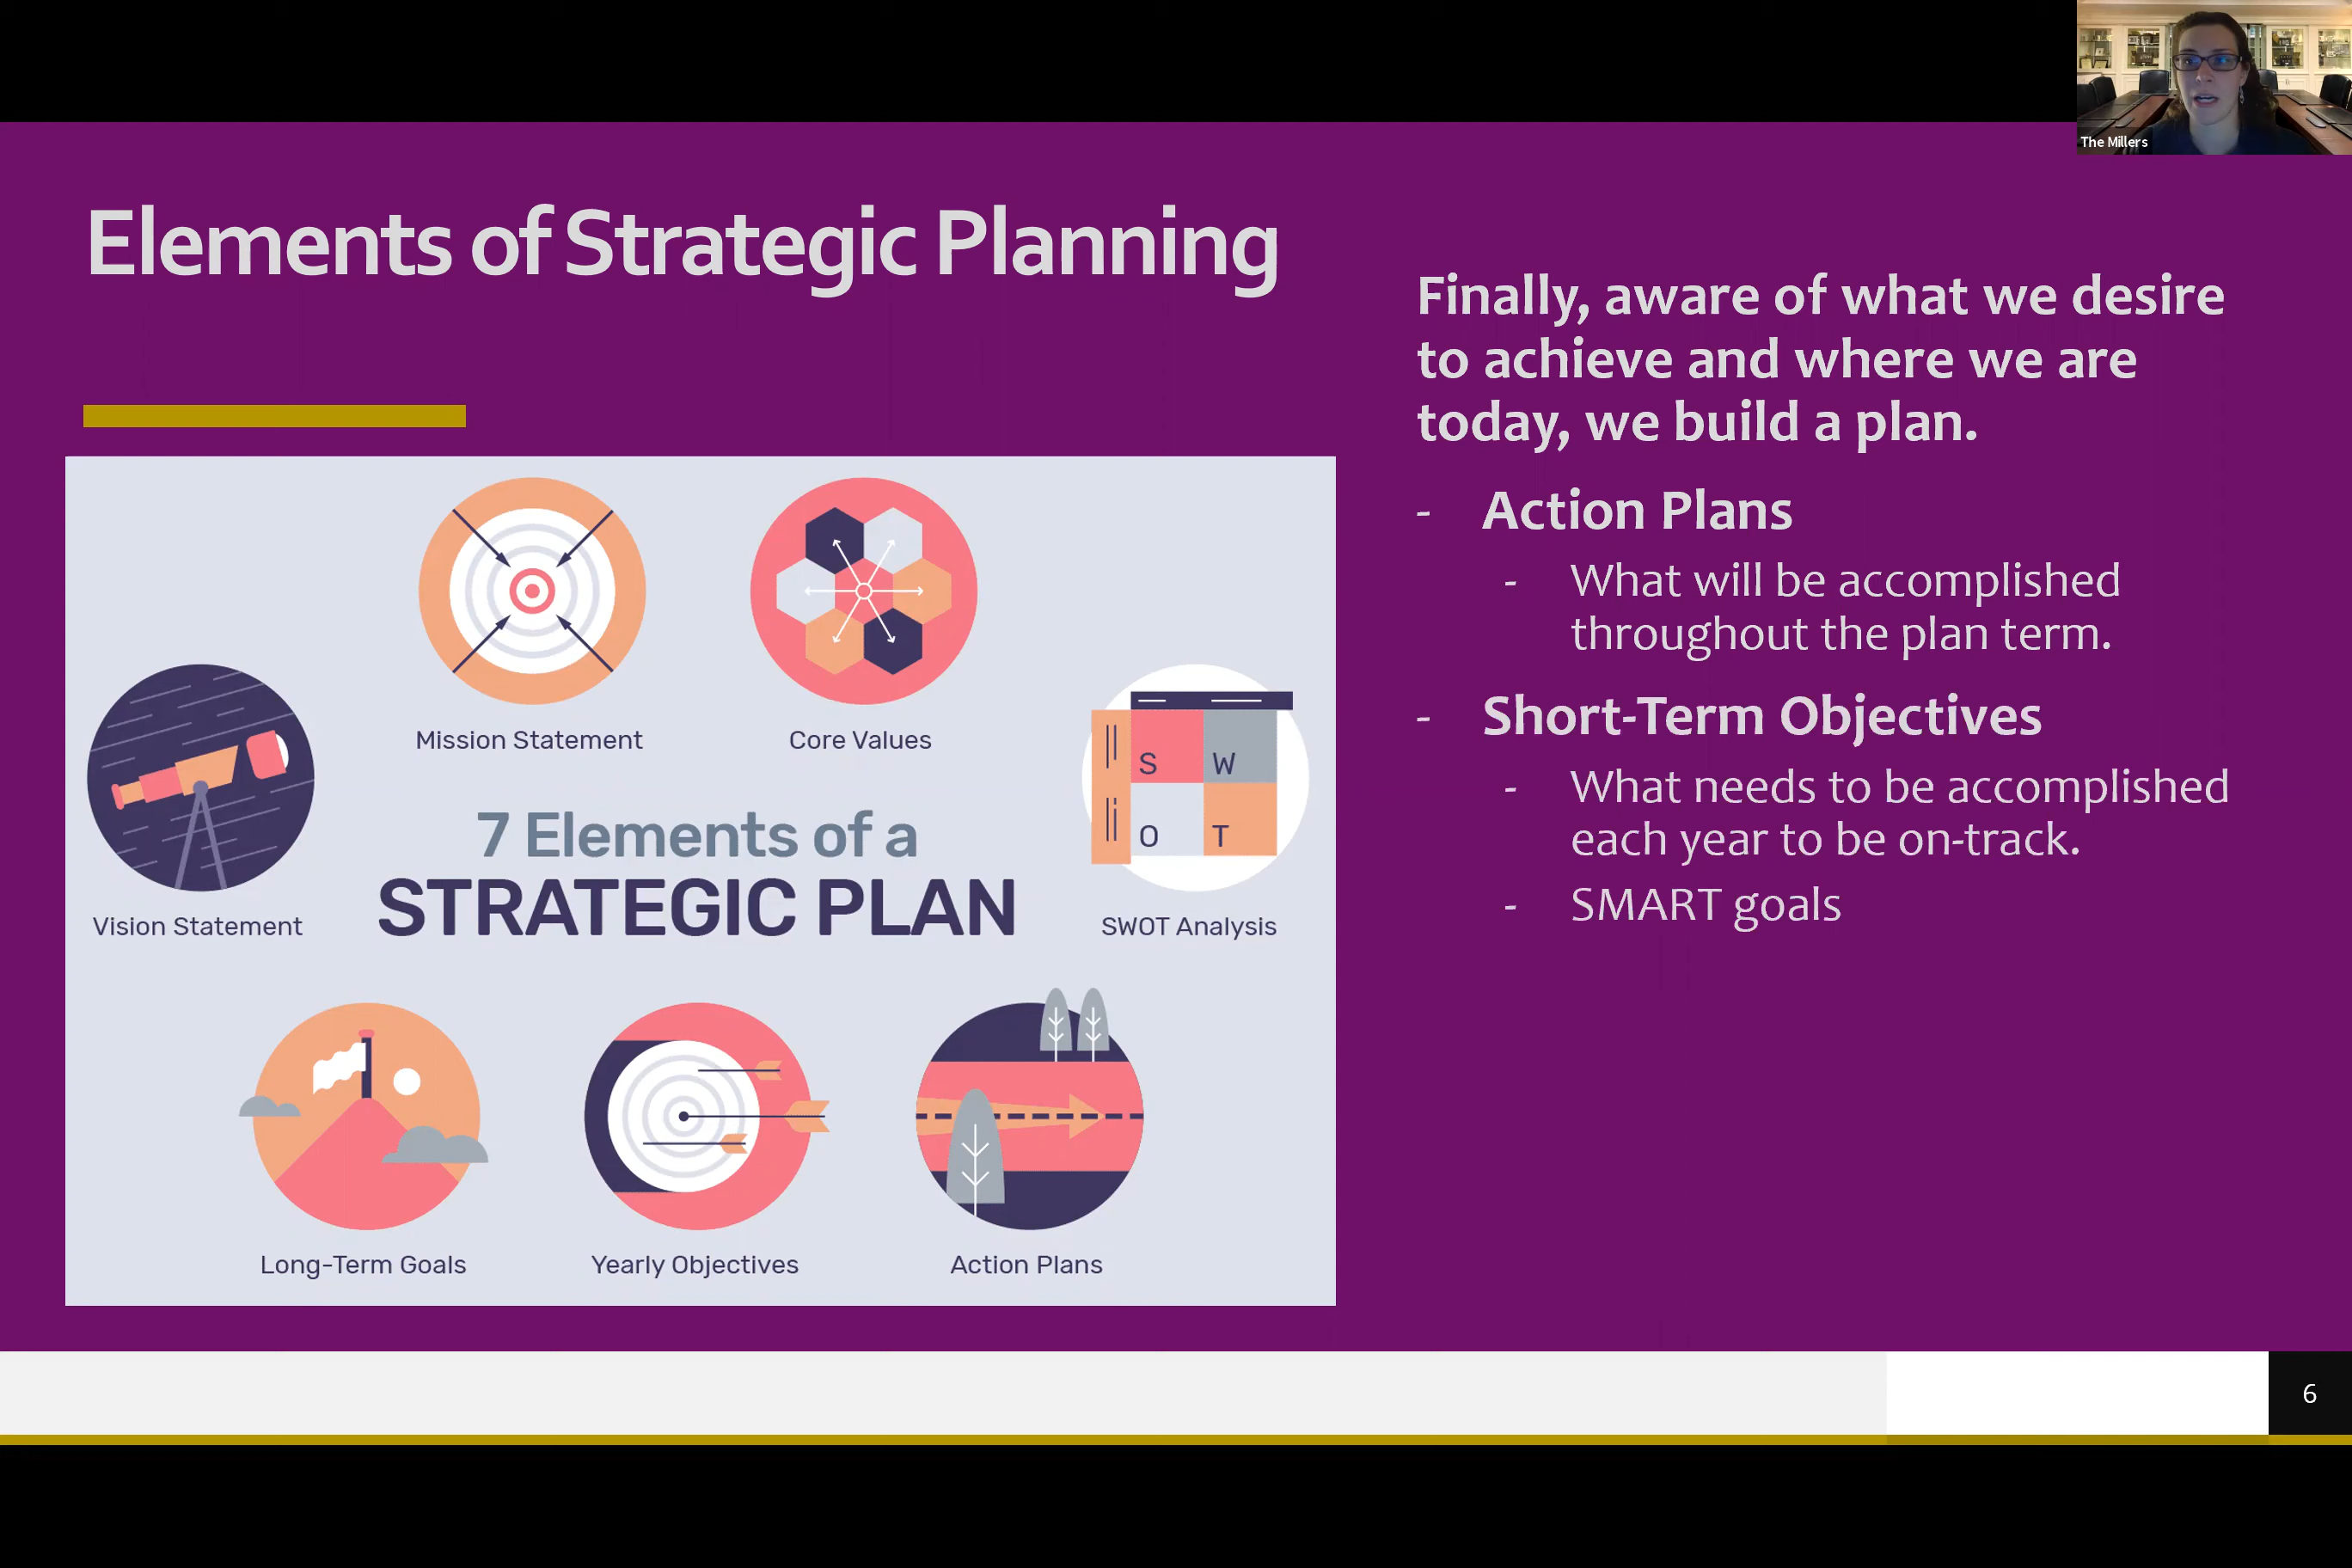 The Millers
Elements of Strategic Planning
Mission Statement
Core Values
Vision Statement
S W
O T
SWOT Analysis
7 Elements of a
STRATEGIC PLAN
Long-Term Goals
Yearly Objectives
Action Plans
Finally, aware of what we desire
to achieve and where we are
today, we build a plan.
- Action Plans
- What will be accomplished
throughout the plan term.
- Short-Term Objectives
- What needs to be accomplished
each year to be on-track.
- SMART goals
6